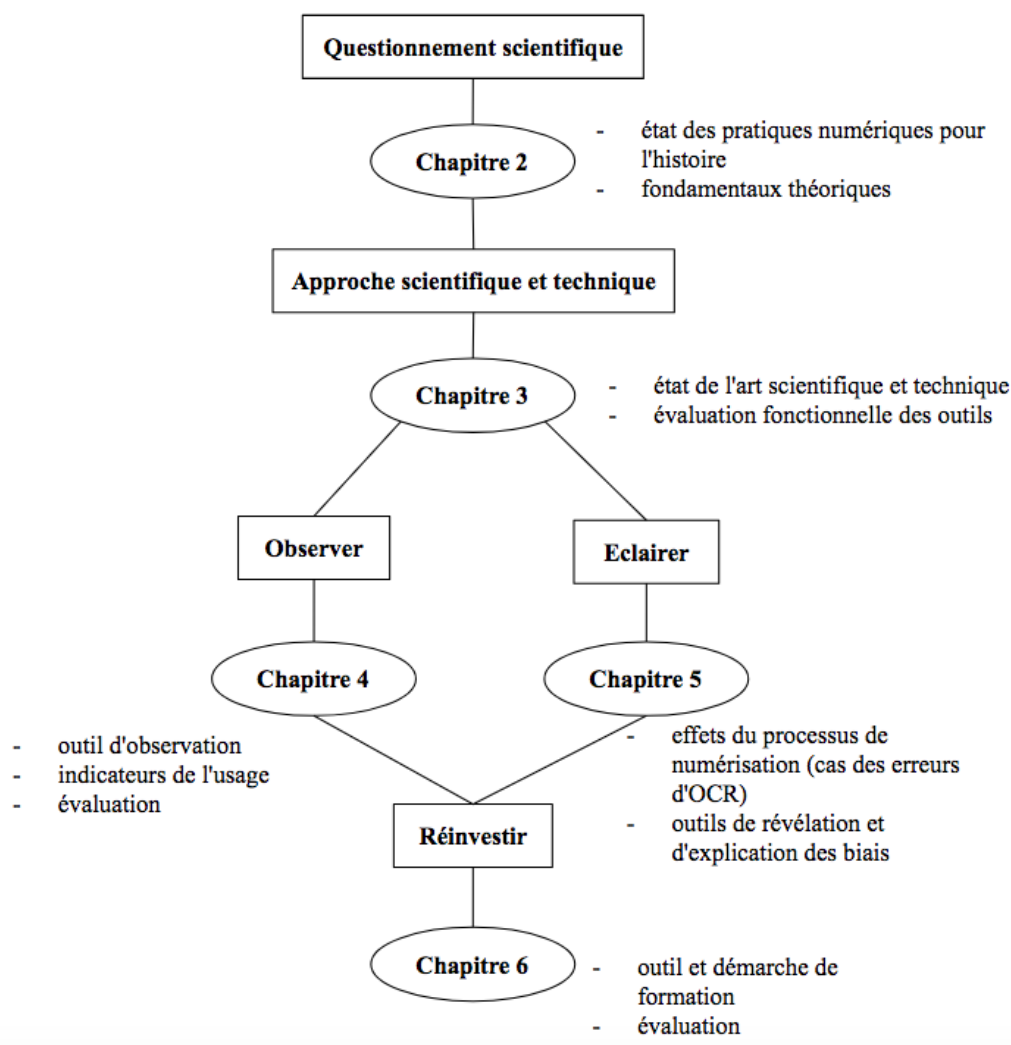 Questionnement scientifique
Chapitre 2
- état des pratiques numériques pour
l'histoire
- fondamentaux théoriques
Approche scientifique et technique
Chapitre 3
- état de l'art scientifique et technique
- évaluation fonctionnelle des outils
Observer
Eclairer
Chapitre 4
Chapitre 5
- outil d'observation
- indicateurs de l'usage
- évaluation
- effets du processus de
numérisation (cas des erreurs
d'OCR)
- outils de révélation et
d'explication des biais
Réinvestir
Chapitre 6
- outil et démarche de
formation
- évaluation